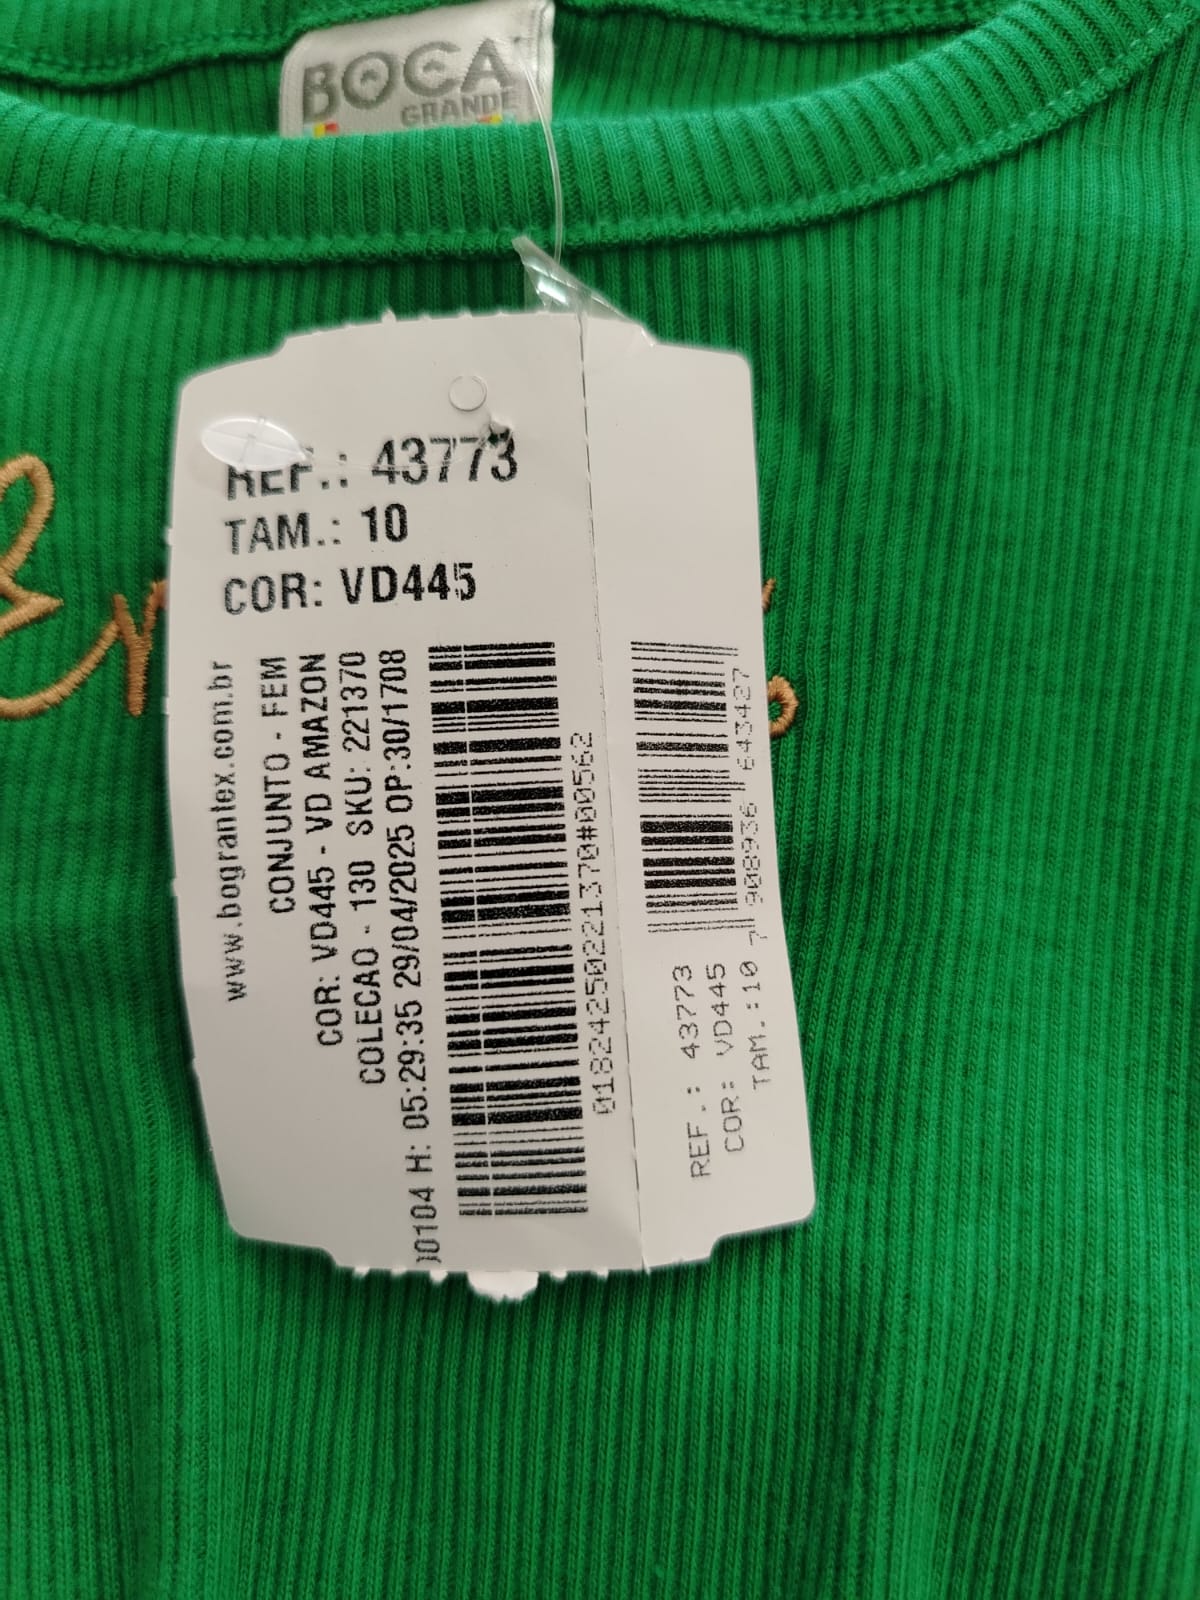 BOCA
GRANDE
REF.: 43773
TAM.: 10
COR: VD445
www.bograntex.com.br
CONJUNTO - FEM
COR: VD445 - VD AMAZON
COLECAO - 130 SKU: 221370
00104 H: 05:29:35 29/04/2025 OP:30/1708
01824250221370#00562
7 908936 643427
REF.: 43773
COR: VD445
TAM.:10